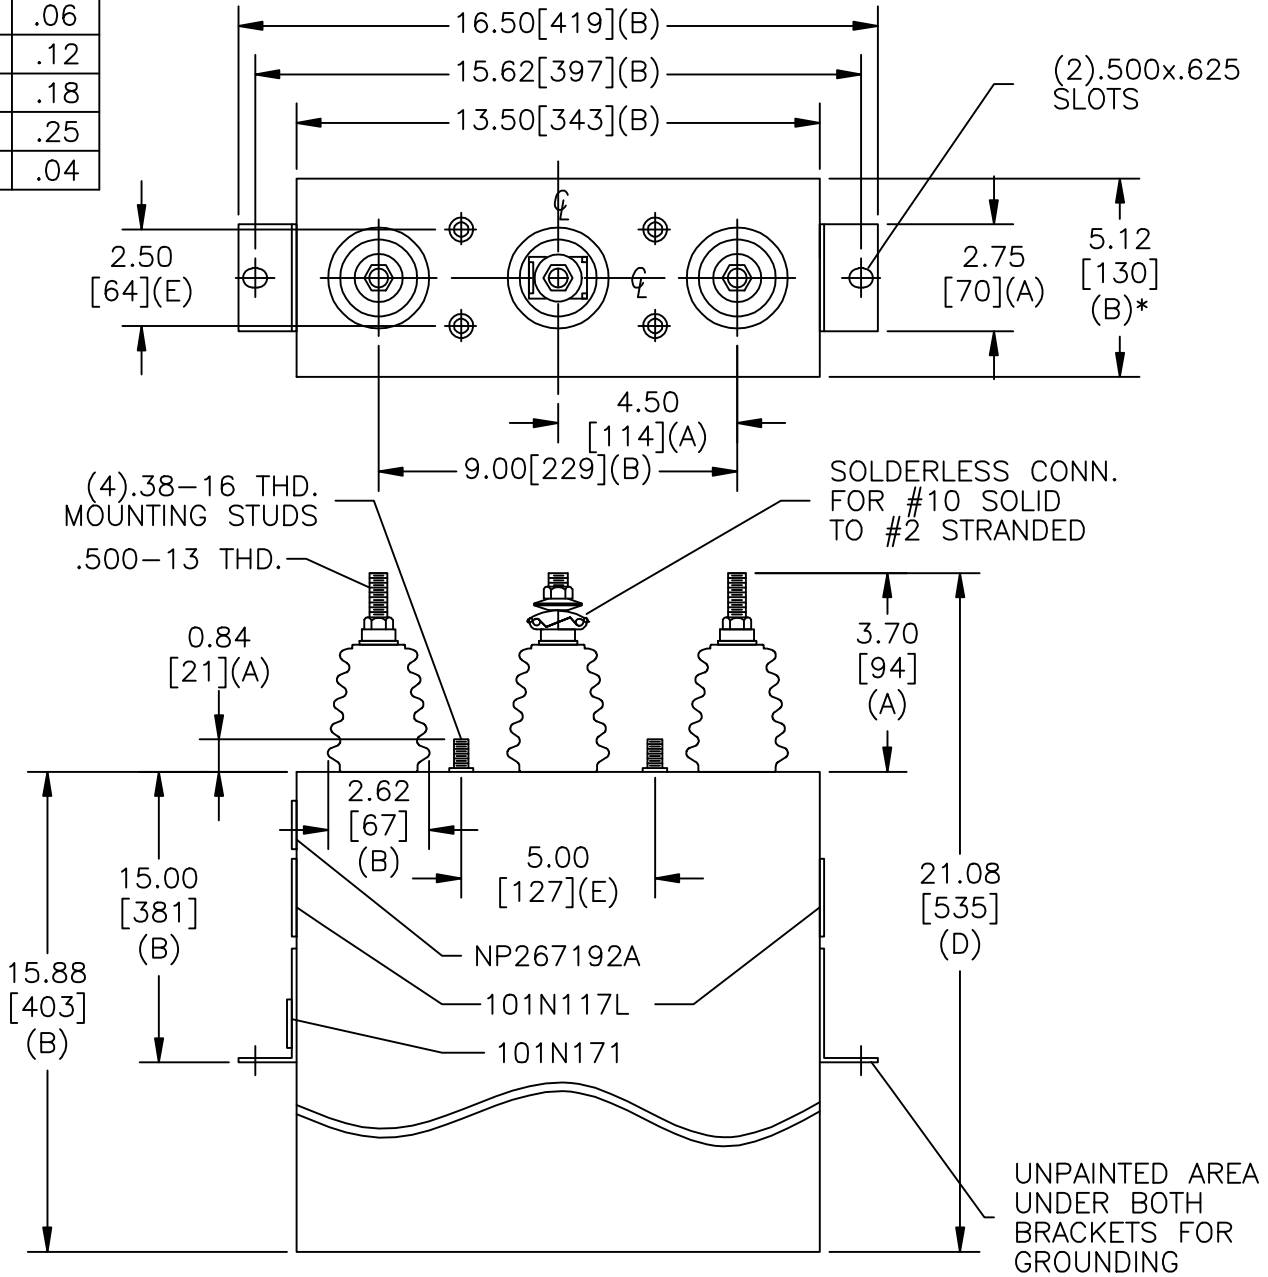 .06
.12
.18
.25
.04
16.50[419](B)
15.62[397](B)
13.50[343](B)
(2).500x.625
SLOTS
CL
CL
2.50
[64](E)
2.75
[70](A)
5.12
[130]
(B)*
4.50
[114](A)
9.00[229](B)
(4).38-16 THD.
MOUNTING STUDS
.500-13 THD.
SOLDERLESS CONN.
FOR #10 SOLID
TO #2 STRANDED
0.84
[21](A)
3.70
[94]
(A)
2.62
[67]
(B)
5.00
[127](E)
15.00
[381]
(B)
21.08
[535]
(D)
15.88
[403]
(B)
NP267192A
101N117L
101N171
UNPAINTED AREA
UNDER BOTH
BRACKETS FOR
GROUNDING